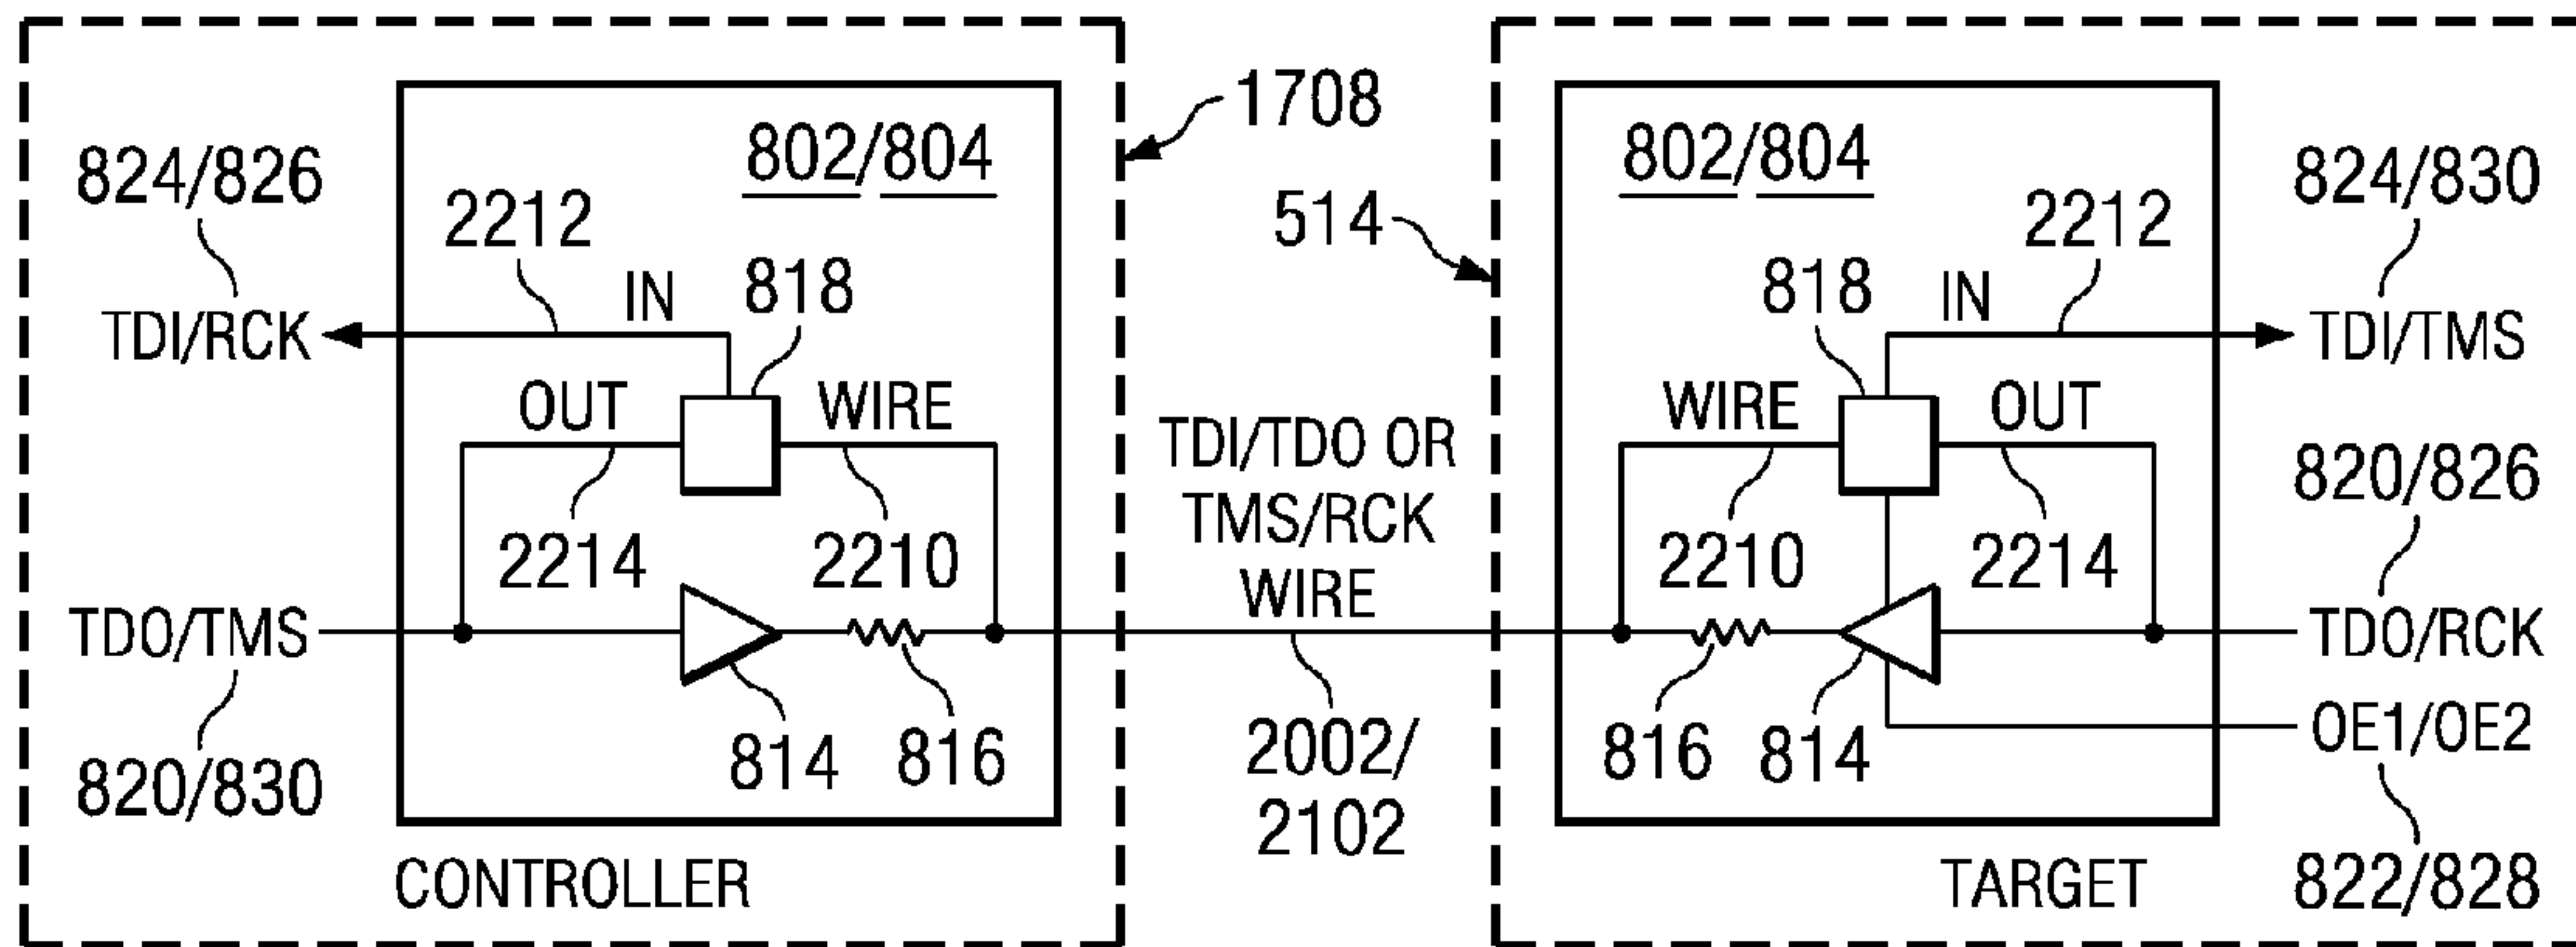 1708
802/804
802/804
824/826
824/830
2212
514
2212
818
818
IN
IN
TDI/RCK
TDI/TMS
OUT
WIRE
WIRE
OUT
TDI/TDO OR
TMS/RCK
WIRE
820/826
2214
2210
2210
2214
TDO/TMS
TDO/RCK
814
816
2002/
2102
816
814
OE1/OE2
820/830
CONTROLLER
TARGET
822/828